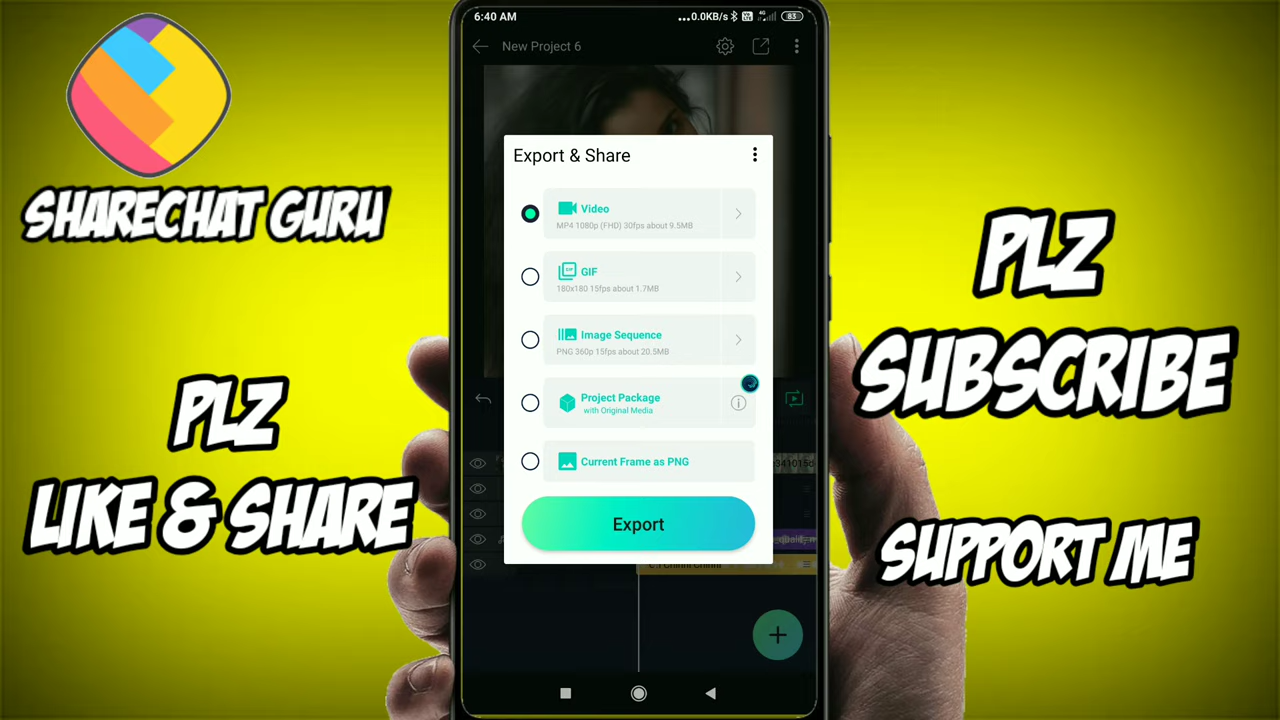 6:40 AM
...0.0KB/s
4G
83
New Project 6
SHARECHAT GURU
PLZ
LIKE & SHARE
Export & Share
Video
MP4 1080p (FHD) 30fps about 9.5MB
GIF
GIF
180x180 15fps about 1.7MB
Image Sequence
PNG 360p 15fps about 20.5MB
Project Package
with Original Media
Current Frame as PNG
Export
PLZ
SUBSCRIBE
SUPPORT ME